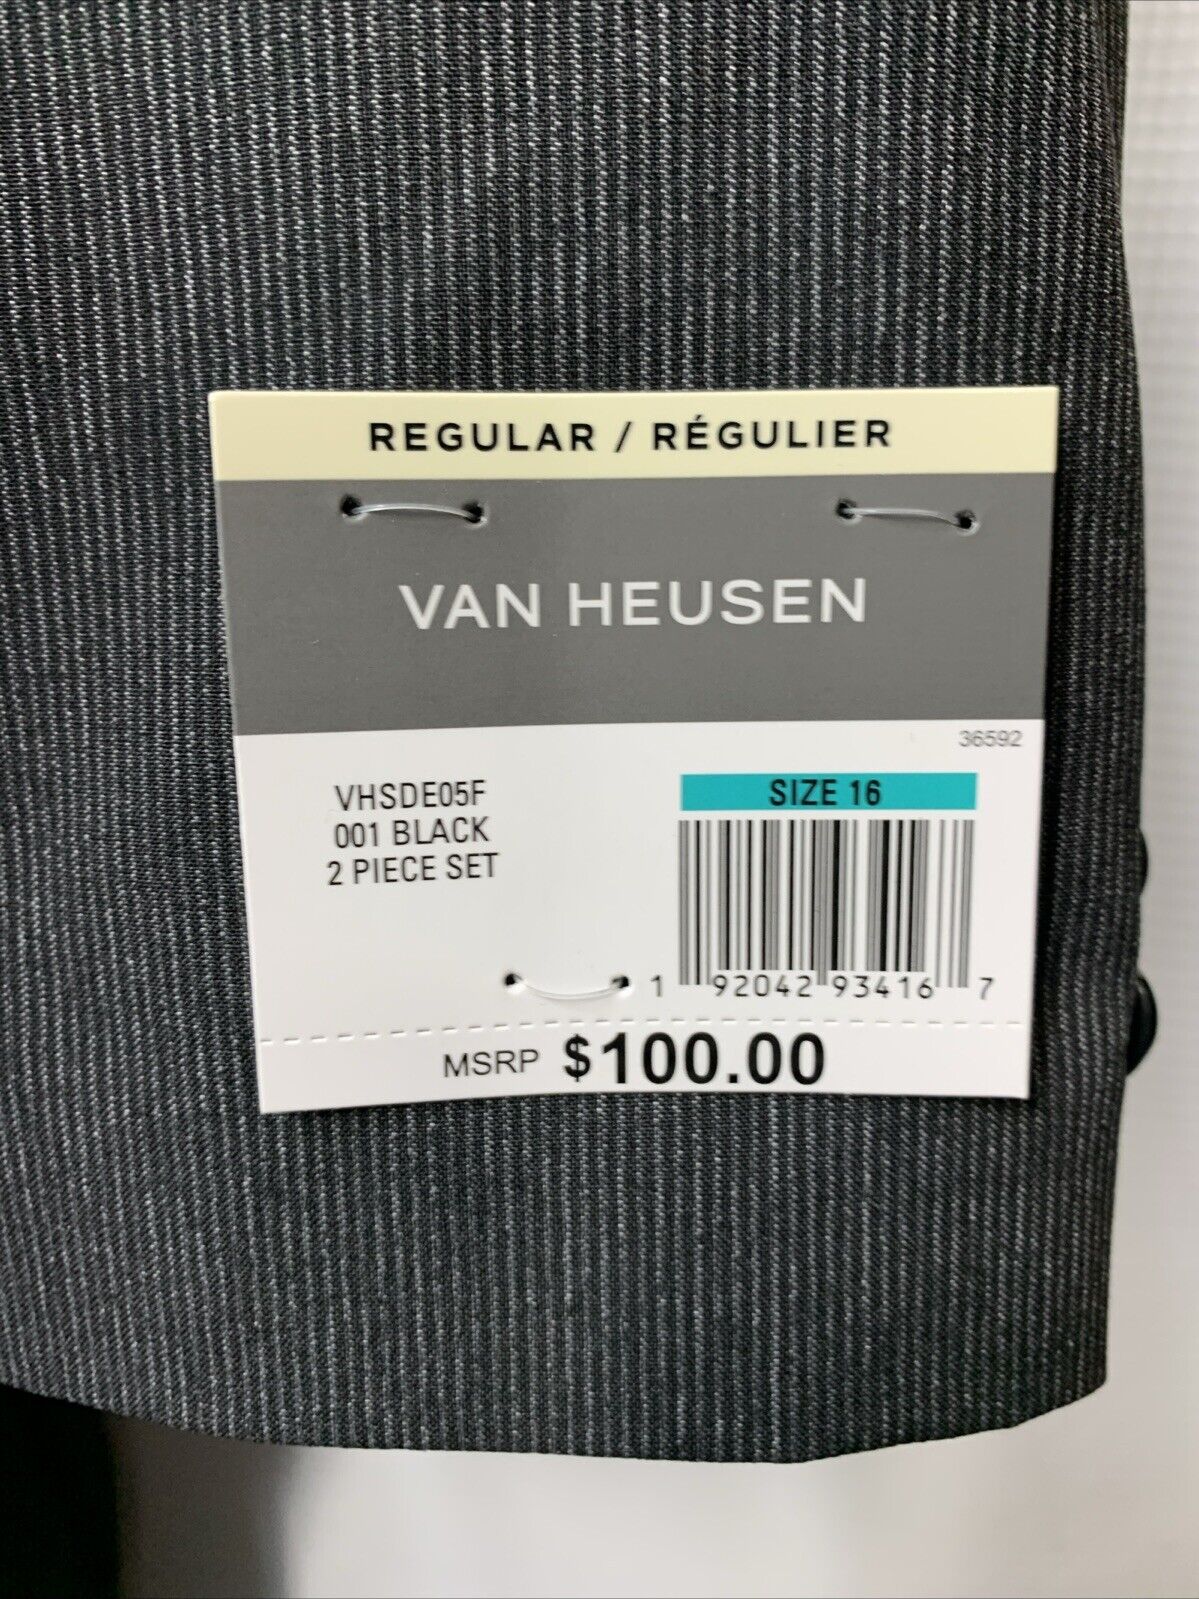 REGULAR / RÉGULIER
VAN HEUSEN
36592
VHSDE05F
001 BLACK
2 PIECE SET
SIZE 16
1 92042 93416 7
MSRP $100.00